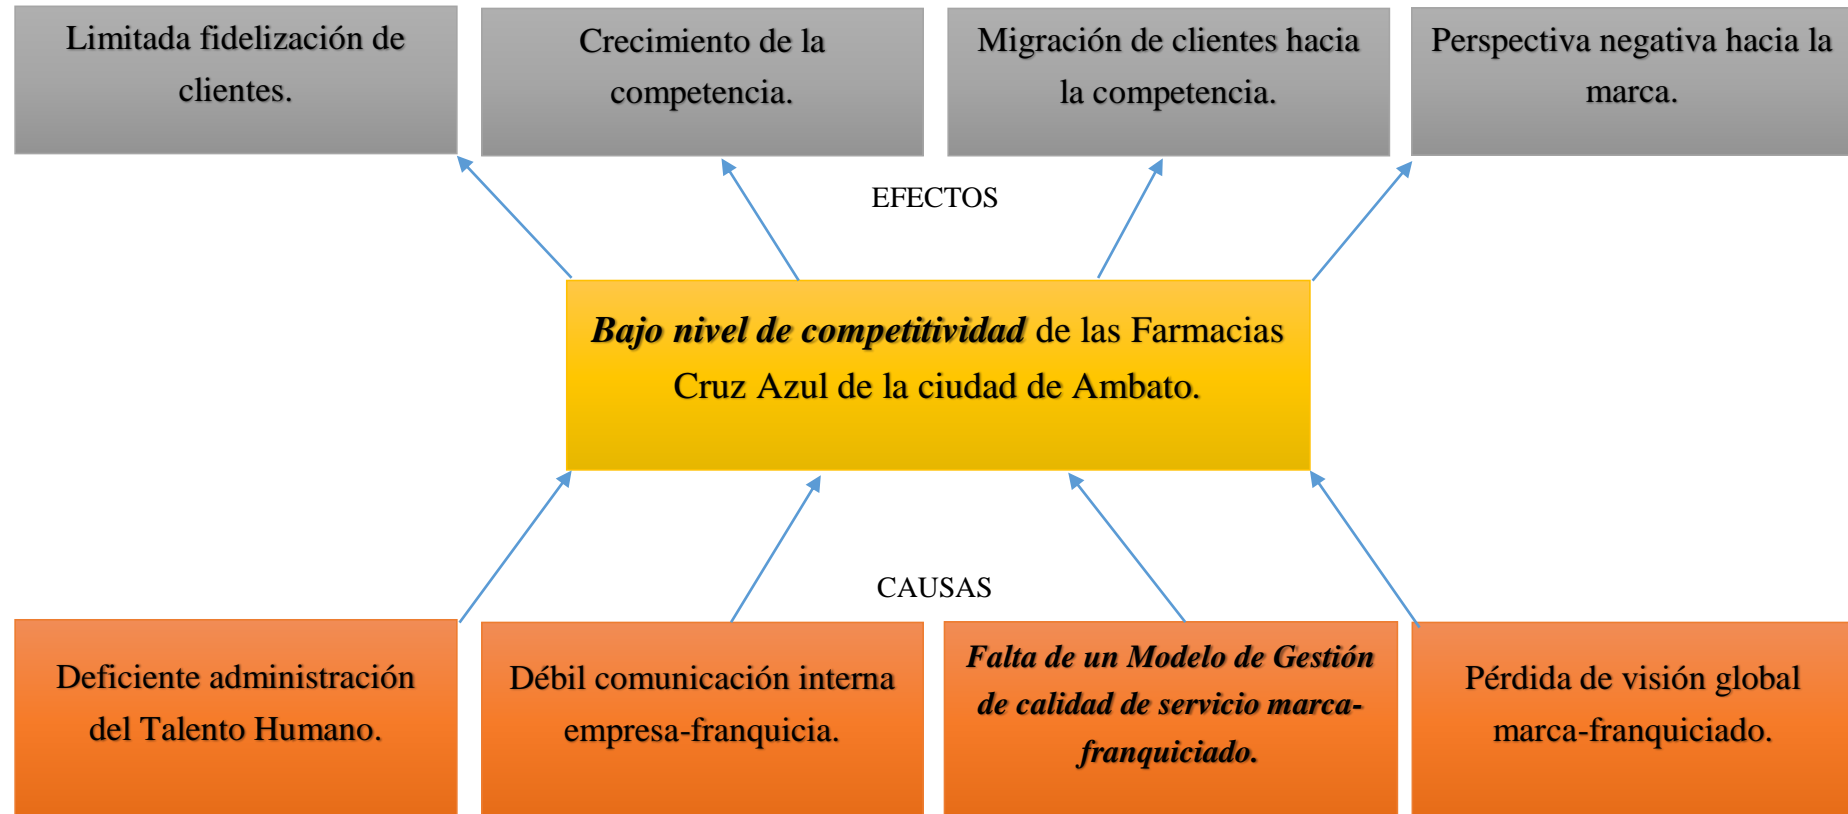 Limitada fidelización de
clientes.
Crecimiento de la
competencia.
Migración de clientes hacia
la competencia.
Perspectiva negativa hacia la
marca.
EFECTOS
Bajo nivel de competitividad de las Farmacias
Cruz Azul de la ciudad de Ambato.
CAUSAS
Deficiente administración
del Talento Humano.
Débil comunicación interna
empresa-franquicia.
Falta de un Modelo de Gestión
de calidad de servicio marca-
franquiciado.
Pérdida de visión global
marca-franquiciado.